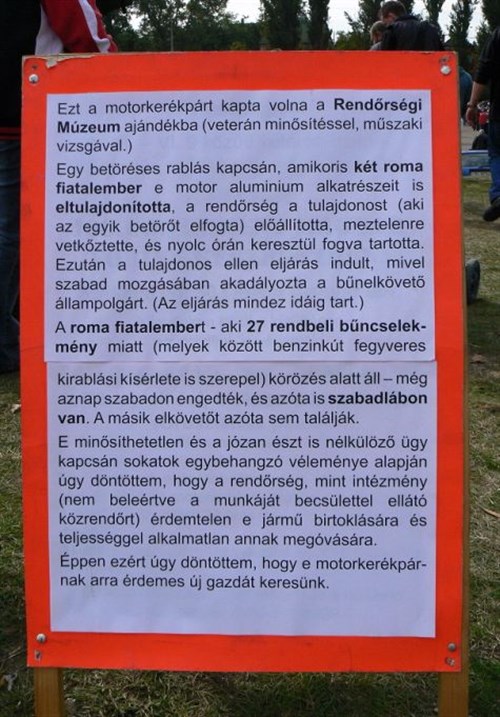 Ezt a motorkerékpárt kapta volna a Rendőrségi
Múzeum ajándékba (veterán minősítéssel, műszaki
vizsgával.)
Egy betöréses rablás kapcsán, amikoris két roma
fiatalember e motor aluminium alkatrészeit is
eltulajdonította, a rendőrség a tulajdonost (aki
az egyik betörőt elfogta) előállította, meztelenre
vetkőztette, és nyolc órán keresztül fogva tartotta.
Ezután a tulajdonos ellen eljárás indult, mivel
szabad mozgásában akadályozta a bűnelkövető
állampolgárt. (Az eljárás mindez idáig tart.)
A roma fiatalembert - aki 27 rendbeli bűncselek-
mény miatt (melyek között benzinkút fegyveres
kirablási kísérlete is szerepel) körözés alatt áll – még
aznap szabadon engedték, és azóta is szabadlábon
van. A másik elkövetőt azóta sem találják.
E minősíthetetlen és a józan észt is nélkülöző ügy
kapcsán sokatok egybehangzó véleménye alapján
úgy döntöttem, hogy a rendőrség, mint intézmény
(nem beleértve a munkáját becsülettel ellátó
közrendőrt) érdemtelen e jármű birtoklására és
teljességgel alkalmatlan annak megóvására.
Éppen ezért úgy döntöttem, hogy e motorkerékpár-
nak arra érdemes új gazdát keresünk.